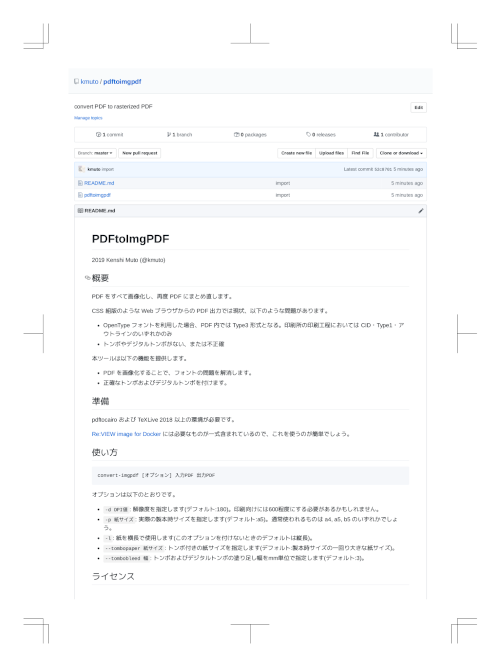 kmuto / pdftoimgpdf
convert PDF to rasterized PDF
Edit
Manage topics
1 commit
1 branch
0 packages
0 releases
1 contributor
Branch: master
New pull request
Create new file
Upload files
Find File
Clone or download
kmuto import
5 minutes ago
README.md
import
5 minutes ago
pdftoimgpdf
import
5 minutes ago
README.md
PDFtoImgPDF
2019 Kenshi Muto (@kmuto)
概要
PDF をすべて画像化し、再度 PDF にまとめ直します。
CSS 組版のような Web ブラウザからの PDF 出力では現状、以下のような問題があります。
OpenType フォントを利用した場合、PDF 内では Type3 形式となる。印刷所の印刷工程においては CID・Type1・ア
ウトラインのいずれかのみ
トンボやデジタルトンボがない、または不正確
本ツールは以下の機能を提供します。
PDF を画像化することで、フォントの問題を解消します。
正確なトンボおよびデジタルトンボを付けます。
準備
pdftocairo および TeXLive 2018 以上の環境が必要です。
Re:VIEW image for Docker には必要なものが一式含まれているので、これを使うのが簡単でしょう。
使い方
convert-imgpdf [オプション] 入力PDF 出力PDF
オプションは以下のとおりです。
-d DPI値 : 解像度を指定します(デフォルト:180)。印刷向けには600程度にする必要があるかもしれません。
-p 紙サイズ : 実際の製本時サイズを指定します(デフォルト:a5)。通常使われるものは a4, a5, b5 のいずれかでしょ
う。
-l : 紙を横長で使用します(このオプションを付けないときのデフォルトは縦長)。
--tombopaper 紙サイズ : トンボ付きの紙サイズを指定します(デフォルト:製本時サイズの一回り大きな紙サイズ)。
--tombobleed 幅 : トンボおよびデジタルトンボの塗り足し幅をmm単位で指定します(デフォルト:3)。
ライセンス